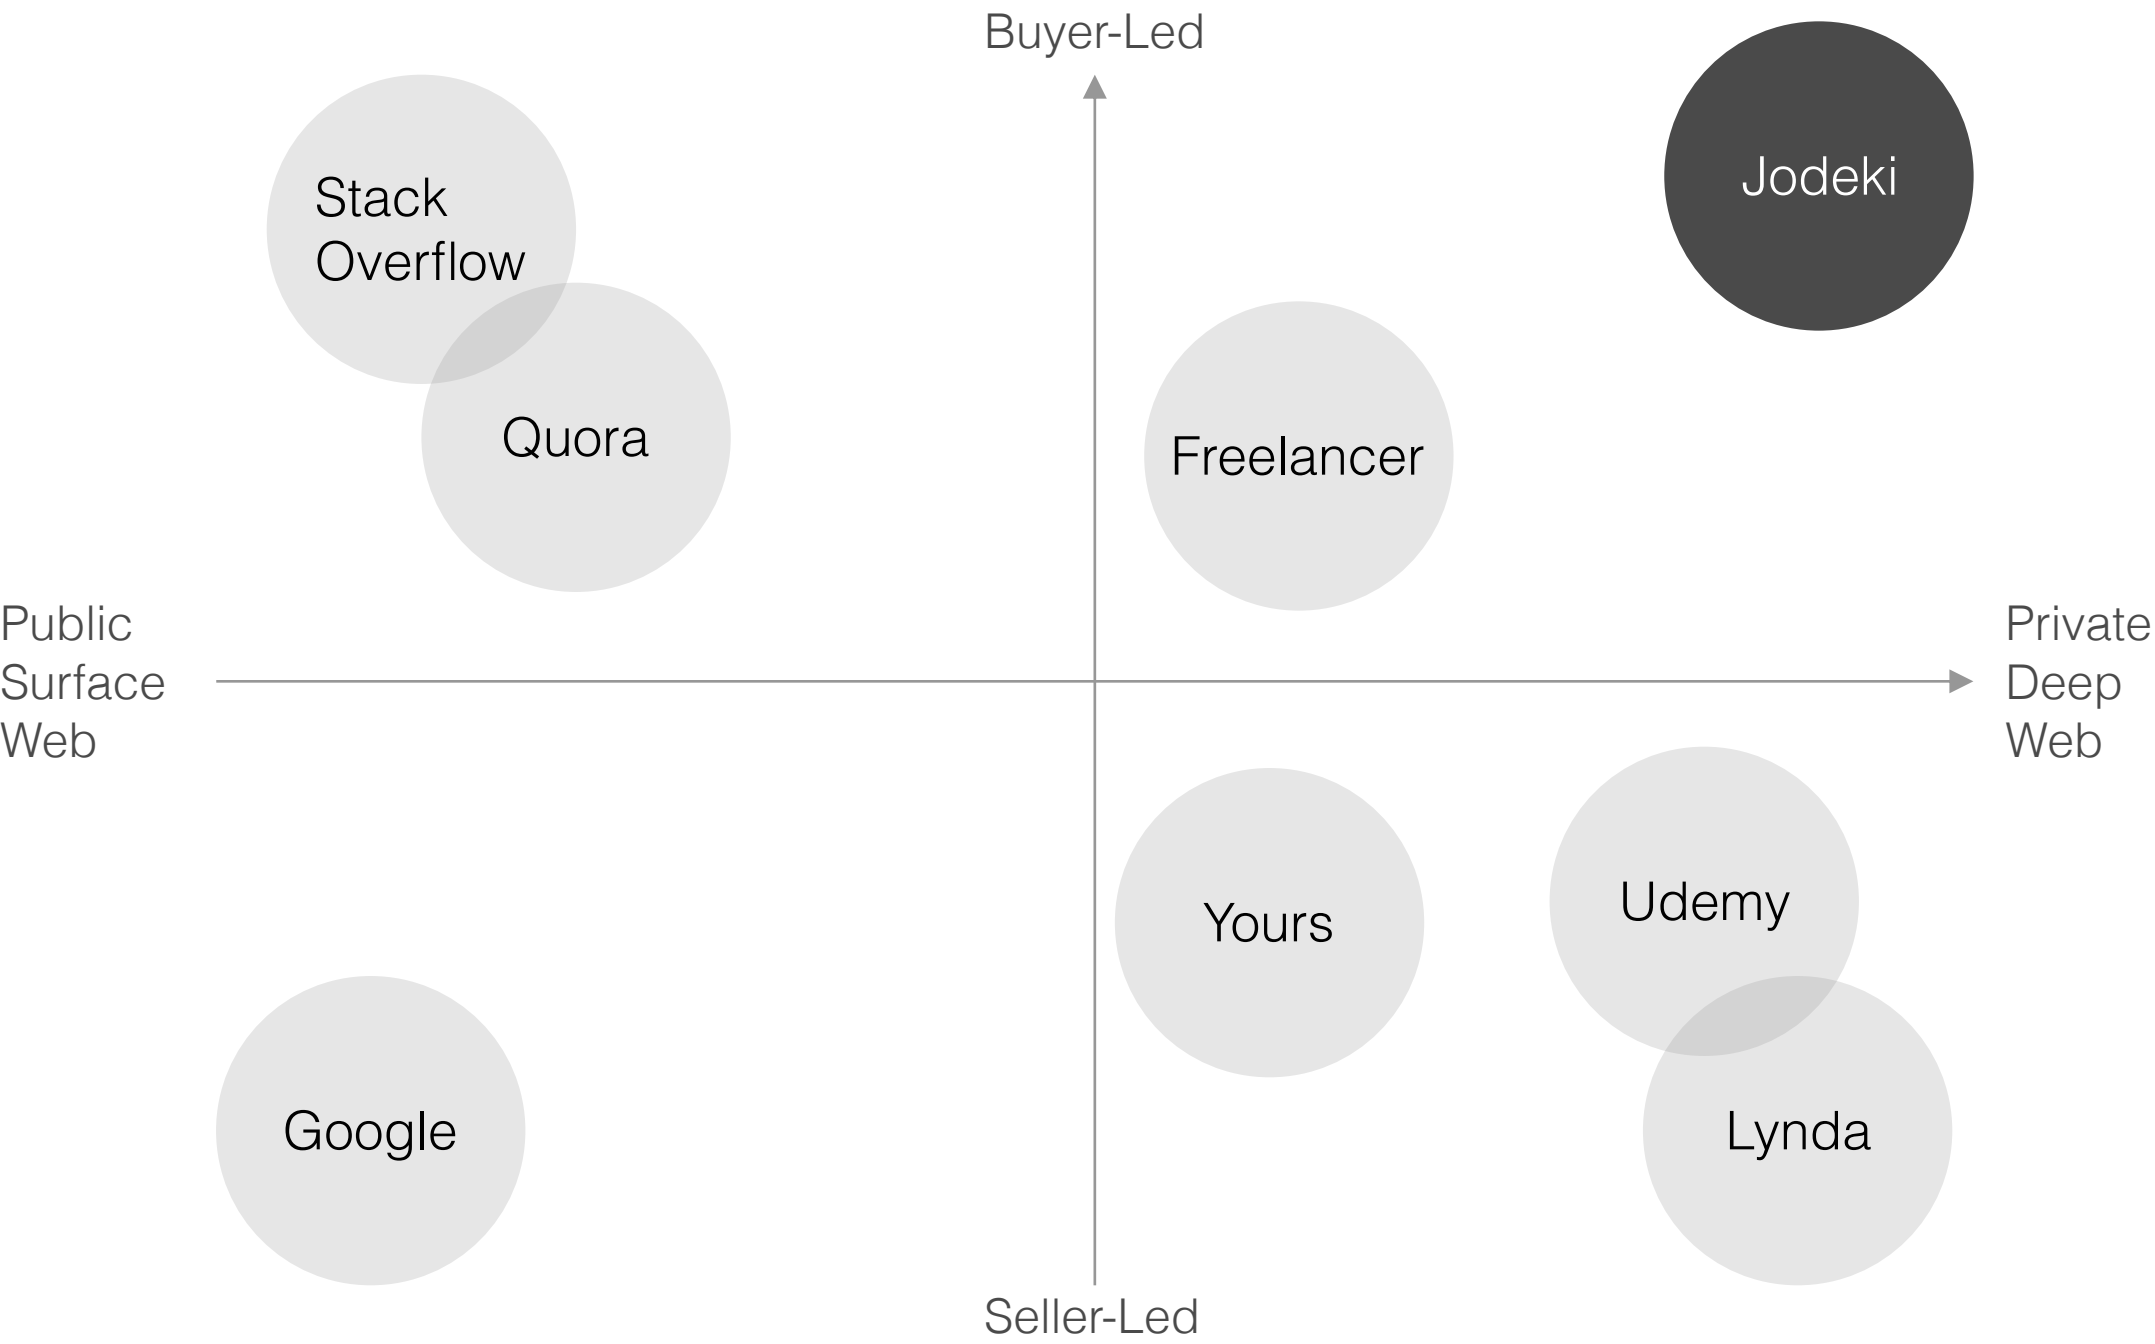 Buyer-Led
Jodeki
Stack
Overflow
Quora
Freelancer
Public
Surface
Web
Private
Deep
Web
Yours
Udemy
Google
Lynda
Seller-Led